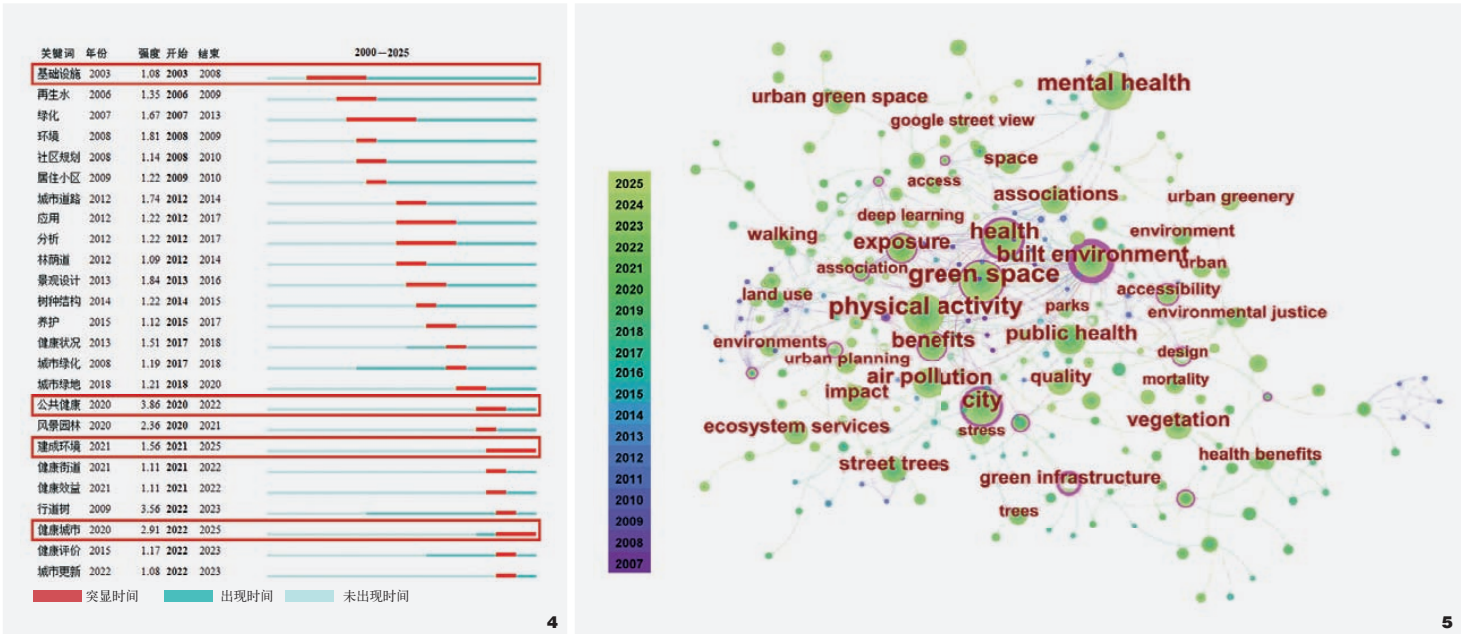 关键词 年份 强度 开始 结束 2000－2025
基础设施 2003 1.08 2003 2008
再生水 2006 1.35 2006 2009
绿化 2007 1.67 2007 2013
环境 2008 1.81 2008 2009
社区规划 2008 1.14 2008 2010
居住小区 2009 1.22 2009 2010
城市道路 2012 1.74 2012 2014
应用 2012 1.22 2012 2017
分析 2012 1.22 2012 2017
林荫道 2012 1.09 2012 2014
景观设计 2013 1.84 2013 2016
树种结构 2014 1.22 2014 2015
养护 2015 1.12 2015 2017
健康状况 2013 1.51 2017 2018
城市绿化 2008 1.19 2017 2018
城市绿地 2018 1.21 2018 2020
公共健康 2020 3.86 2020 2022
风景园林 2020 2.36 2020 2021
建成环境 2021 1.56 2021 2025
健康街道 2021 1.11 2021 2022
健康效益 2021 1.11 2021 2022
行道树 2009 3.56 2022 2023
健康城市 2020 2.91 2022 2025
健康评价 2015 1.17 2022 2023
城市更新 2022 1.08 2022 2023
突显时间 出现时间 未出现时间
4
2025
2024
2023
2022
2021
2020
2019
2018
2017
2016
2015
2014
2013
2012
2011
2010
2009
2008
2007
mental health
urban green space
google street view
space
access
associations
urban greenery
deep learning
walking
health
environment
exposure
built environment
urban
association
green space
accessibility
land use
physical activity
parks
environmental justice
public health
environments
benefits
design
urban planning
air pollution
quality
mortality
impact
city
ecosystem services
stress
vegetation
street trees
health benefits
green infrastructure
trees
5